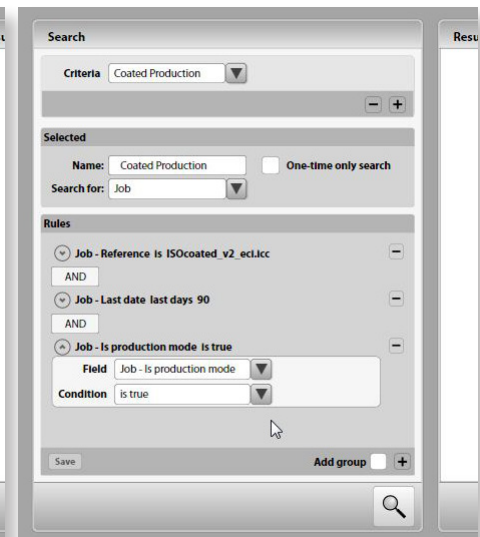 Search
Resu
Criteria Coated Production
Selected
Name: Coated Production One-time only search
Search for: Job
Rules
Job - Reference is ISOcoated_v2_eci.icc
AND
Job - Last date last days 90
AND
Job - Is production mode is true
Field Job - Is production mode
Condition is true
Save Add group